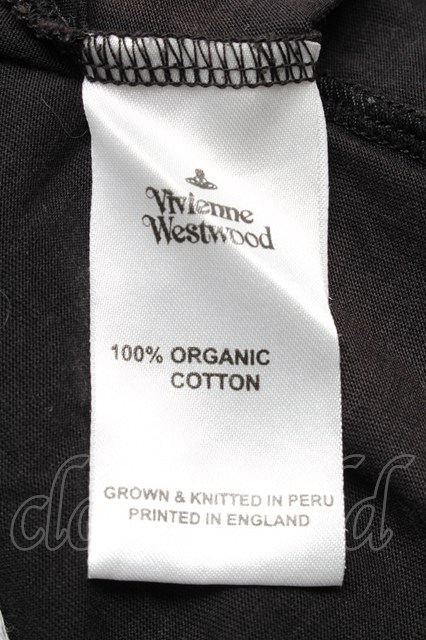 Vivienne
Westwood
100% ORGANIC
COTTON
GROWN & KNITTED IN PERU
PRINTED IN ENGLAND